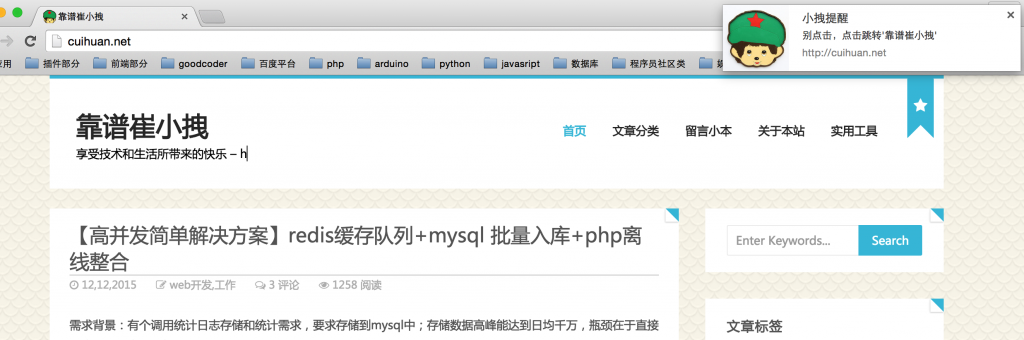 靠谱崔小拽
小拽提醒
别点击，点击跳转'靠谱崔小拽'
http://cuihuan.net
cuihuan.net
应用 插件部分 前端部分 goodcoder 百度平台 php arduino python javasript 数据库 程序员社区类
靠谱崔小拽
享受技术和生活所带来的快乐 – h
首页 文章分类 留言小本 关于本站 实用工具
【高并发简单解决方案】redis缓存队列+mysql 批量入库+php离
线整合
12,12,2015 web开发,工作 3 评论 1258 阅读
需求背景：有个调用统计日志存储和统计需求，要求存储到mysql中；存储数据高峰能达到日均千万，瓶颈在于直接
Enter Keywords... Search
文章标签